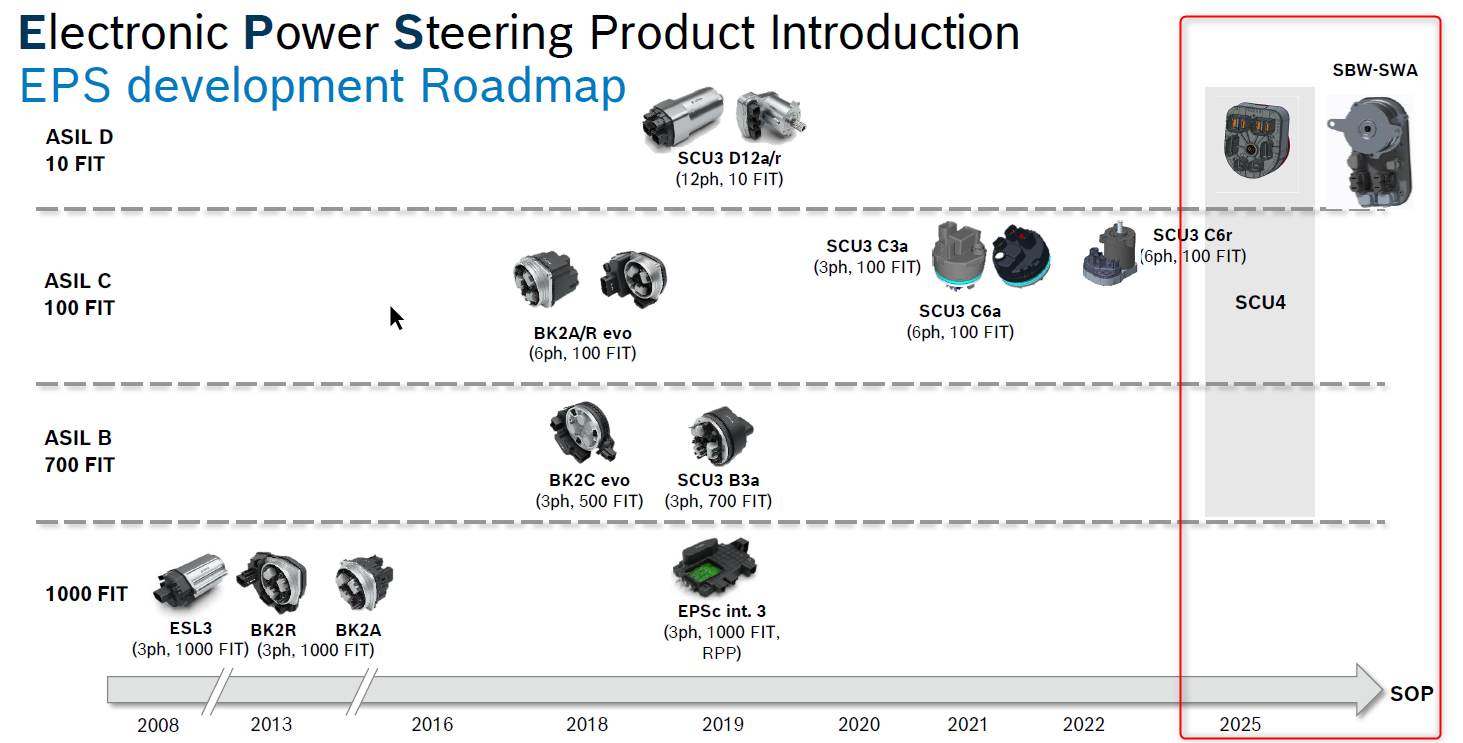 Electronic Power Steering Product Introduction
EPS development Roadmap
SBW-SWA
ASIL D
10 FIT
SCU3 D12a/r
(12ph, 10 FIT)
ASIL C
100 FIT
BK2A/R evo
(6ph, 100 FIT)
SCU3 C3a
(3ph, 100 FIT)
SCU3 C6a
(6ph, 100 FIT)
SCU3 C6r
(6ph, 100 FIT)
SCU4
ASIL B
700 FIT
BK2C evo
(3ph, 500 FIT)
SCU3 B3a
(3ph, 700 FIT)
1000 FIT
ESL3
(3ph, 1000 FIT)
BK2R BK2A
(3ph, 1000 FIT)
EPSc int. 3
(3ph, 1000 FIT,
RPP)
SOP
2008 2013 2016 2018 2019 2020 2021 2022 2025